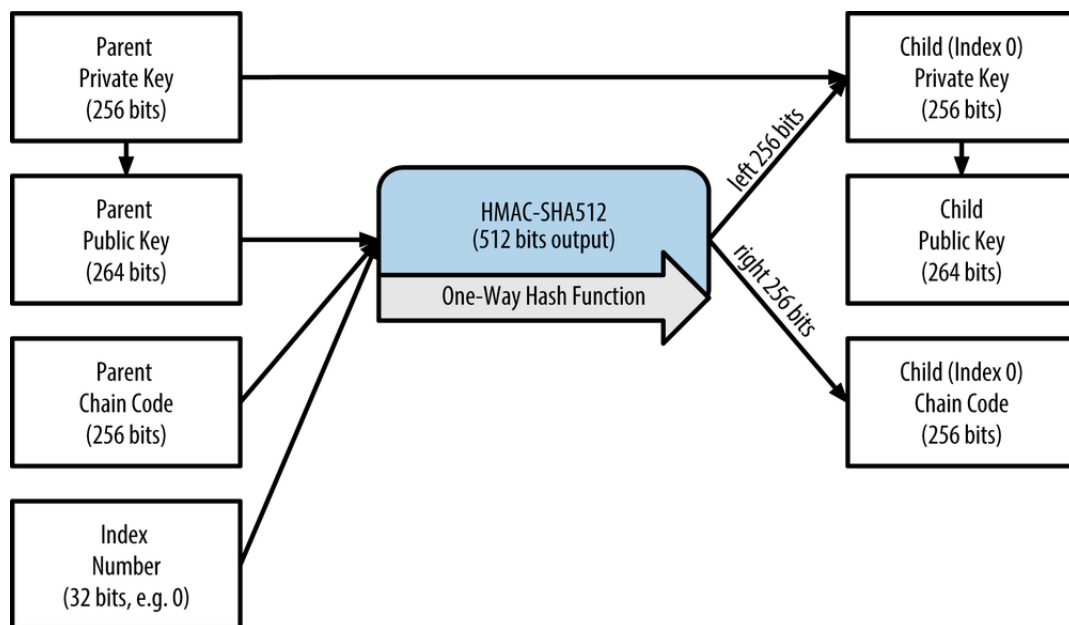 Parent
Private Key
(256 bits)
Parent
Public Key
(264 bits)
Parent
Chain Code
(256 bits)
Index
Number
(32 bits, e.g. 0)
HMAC-SHA512
(512 bits output)
One-Way Hash Function
left 256 bits
right 256 bits
Child (Index 0)
Private Key
(256 bits)
Child
Public Key
(264 bits)
Child (Index 0)
Chain Code
(256 bits)